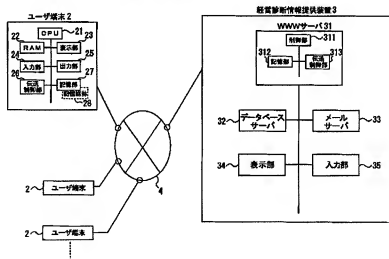 ユーザ端末2
CPU
21
22
23
RAM
表示部
24
25
入力部
出力部
26
27
伝送制御部
記憶部
記憶媒体
28
経営診断情報提供装置3
WWWサーバ31
311
制御部
312
313
記憶部
伝送制御部
32
データベースサーバ
メールサーバ
33
34
表示部
入力部
35
4
2
ユーザ端末
2
ユーザ端末